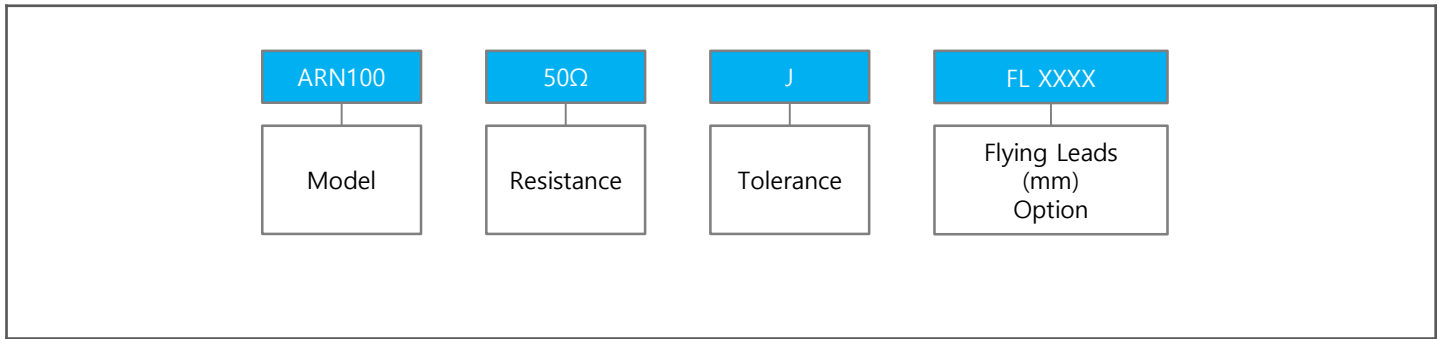 ARN100
50Ω
J
FL XXXX
Model
Resistance
Tolerance
Flying Leads
(mm)
Option